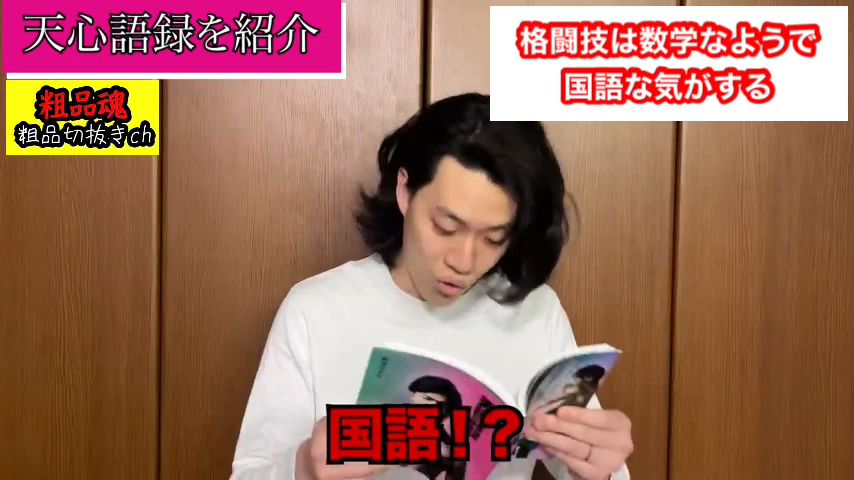 天心語録を紹介
格闘技は数学なようで
国語な気がする
粗品魂
粗品切抜きch
国語!?